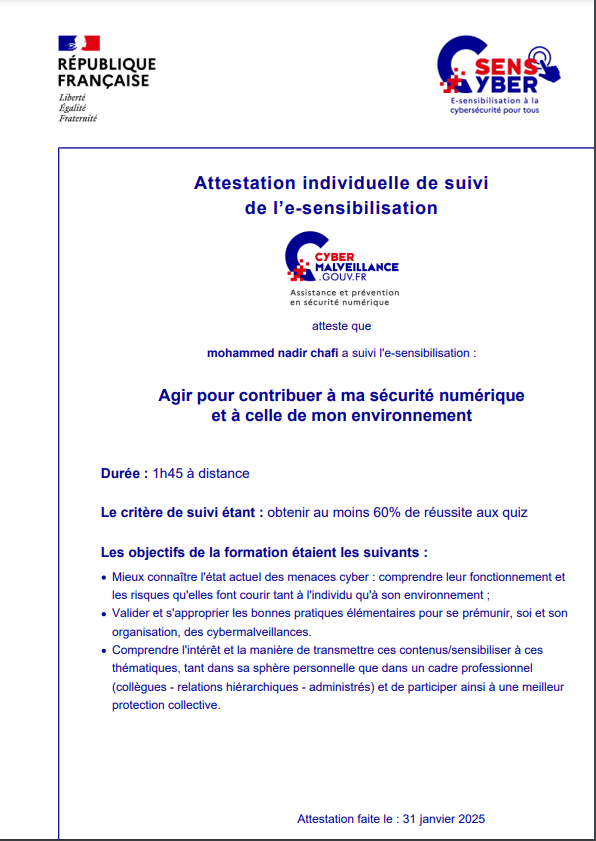 RÉPUBLIQUE
FRANÇAISE
Liberté
Égalité
Fraternité
SENS
CYBER
E-sensibilisation à la
cybersécurité pour tous
Attestation individuelle de suivi
de l'e-sensibilisation
CYBER
MALVEILLANCE
.GOUV.FR
Assistance et prévention
en sécurité numérique
atteste que
mohammed nadir chafi a suivi l'e-sensibilisation :
Agir pour contribuer à ma sécurité numérique
et à celle de mon environnement
Durée : 1h45 à distance
Le critère de suivi étant : obtenir au moins 60% de réussite aux quiz
Les objectifs de la formation étaient les suivants :
• Mieux connaître l'état actuel des menaces cyber : comprendre leur fonctionnement et
les risques qu'elles font courir tant à l'individu qu'à son environnement ;
• Valider et s'approprier les bonnes pratiques élémentaires pour se prémunir, soi et son
organisation, des cybermalveillances.
• Comprendre l'intérêt et la manière de transmettre ces contenus/sensibiliser à ces
thématiques, tant dans sa sphère personnelle que dans un cadre professionnel
(collègues - relations hiérarchiques - administrés) et de participer ainsi à une meilleur
protection collective.
Attestation faite le : 31 janvier 2025